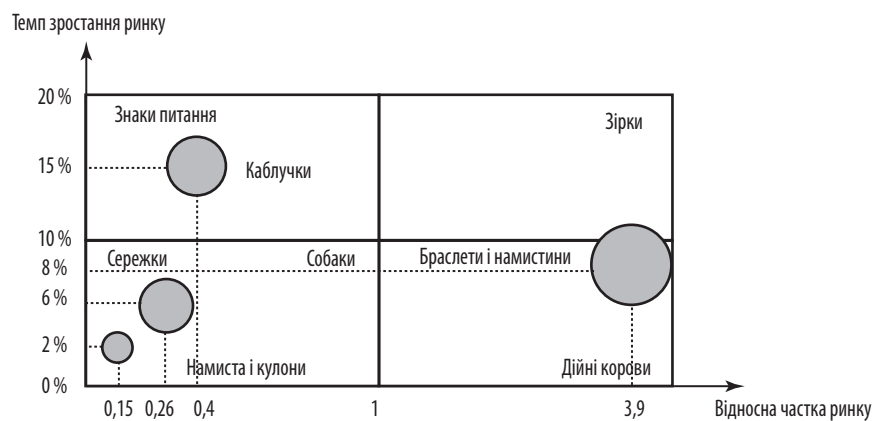 Темп зростання ринку
20 %
Знаки питання
Зірки
15 %
Каблучки
10 %
Сережки
Собаки
Браслети і намистини
8 %
6 %
2 %
Намиста і кулони
Дійні корови
0 %
0,15
0,26
0,4
1
3,9
Відносна частка ринку